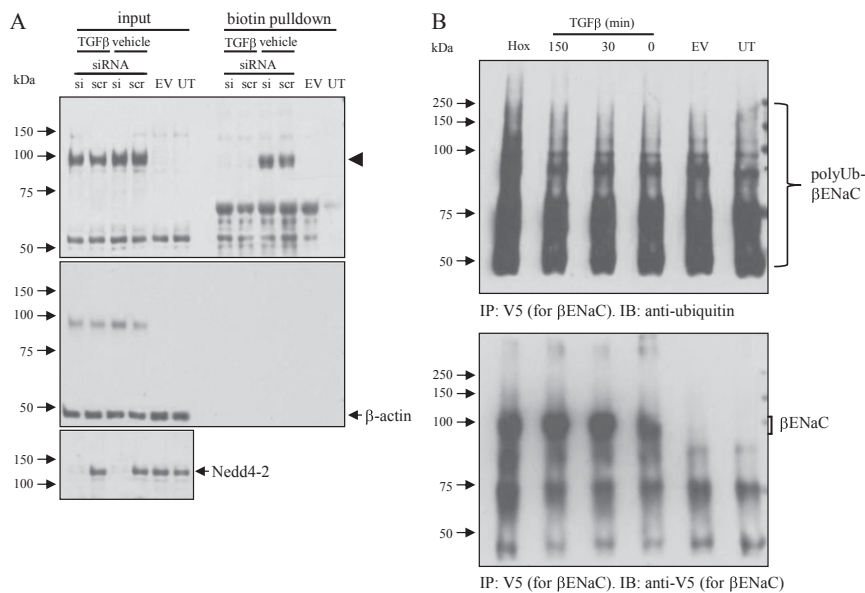 A
input
biotin pulldown
TGFβ vehicle
TGFβ vehicle
siRNA
siRNA
kDa
si scr si scr EV UT
si scr si scr EV UT
150
100
75
50
150
100
75
50
β-actin
150
100
Nedd4-2
B
TGFβ (min)
kDa
Hox 150 30 0 EV UT
250
150
100
75
50
polyUb-
βENaC
IP: V5 (for βENaC). IB: anti-ubiquitin
250
150
100
75
50
βENaC
IP: V5 (for βENaC). IB: anti-V5 (for βENaC)